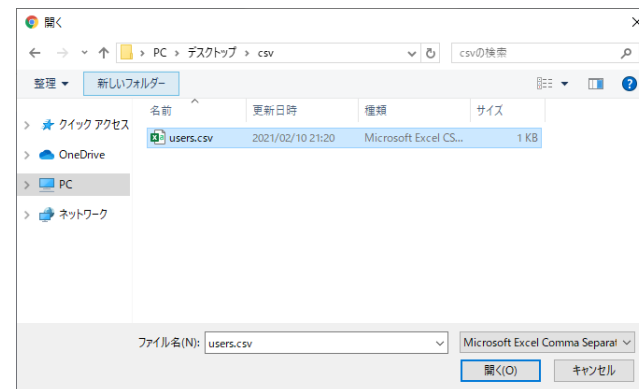 開く
PC > デスクトップ > csv
csvの検索
整理 新しいフォルダー
名前 更新日時 種類 サイズ
users.csv 2021/02/10 21:20 Microsoft Excel CS... 1 KB
クイック アクセス
OneDrive
PC
ネットワーク
ファイル名(N): users.csv
Microsoft Excel Comma Separat
開く(O) キャンセル